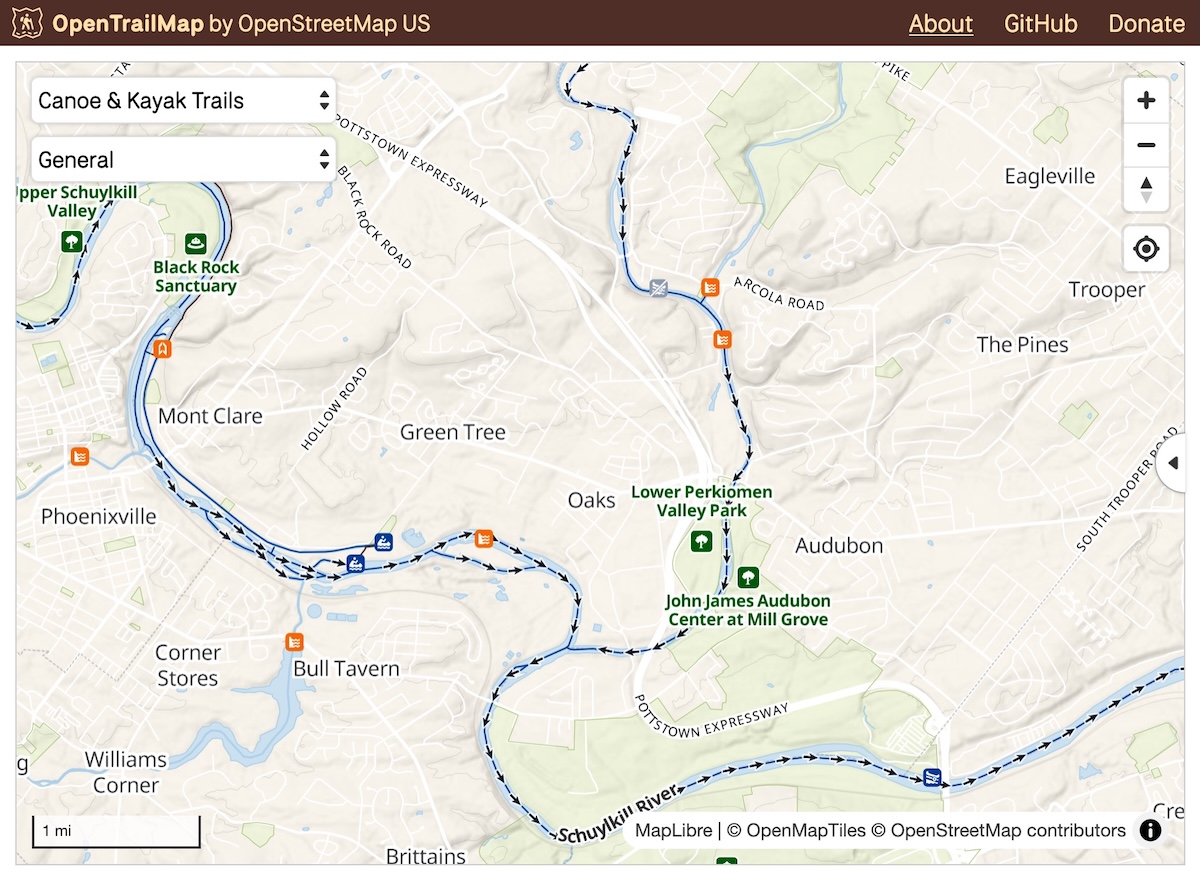 OpenTrailMap by OpenStreetMap US
About
GitHub
Donate
Canoe & Kayak Trails
General
PIKE
POTTSTOWN EXPRESSWAY
BLACK ROCK ROAD
Eagleville
pper Schuylkill
Valley
Black Rock
Sanctuary
ARCOLA ROAD
Trooper
The Pines
Mont Clare
HOLLOW ROAD
Green Tree
Oaks
Lower Perkiomen
Valley Park
SOUTH TROOPER ROAD
Phoenixville
Audubon
John James Audubon
Center at Mill Grove
Corner
Stores
Bull Tavern
POTTSTOWN EXPRESSWAY
Williams
Corner
g
Schuylkill River
Cre
1 mi
MapLibre | © OpenMapTiles © OpenStreetMap contributors
Brittains